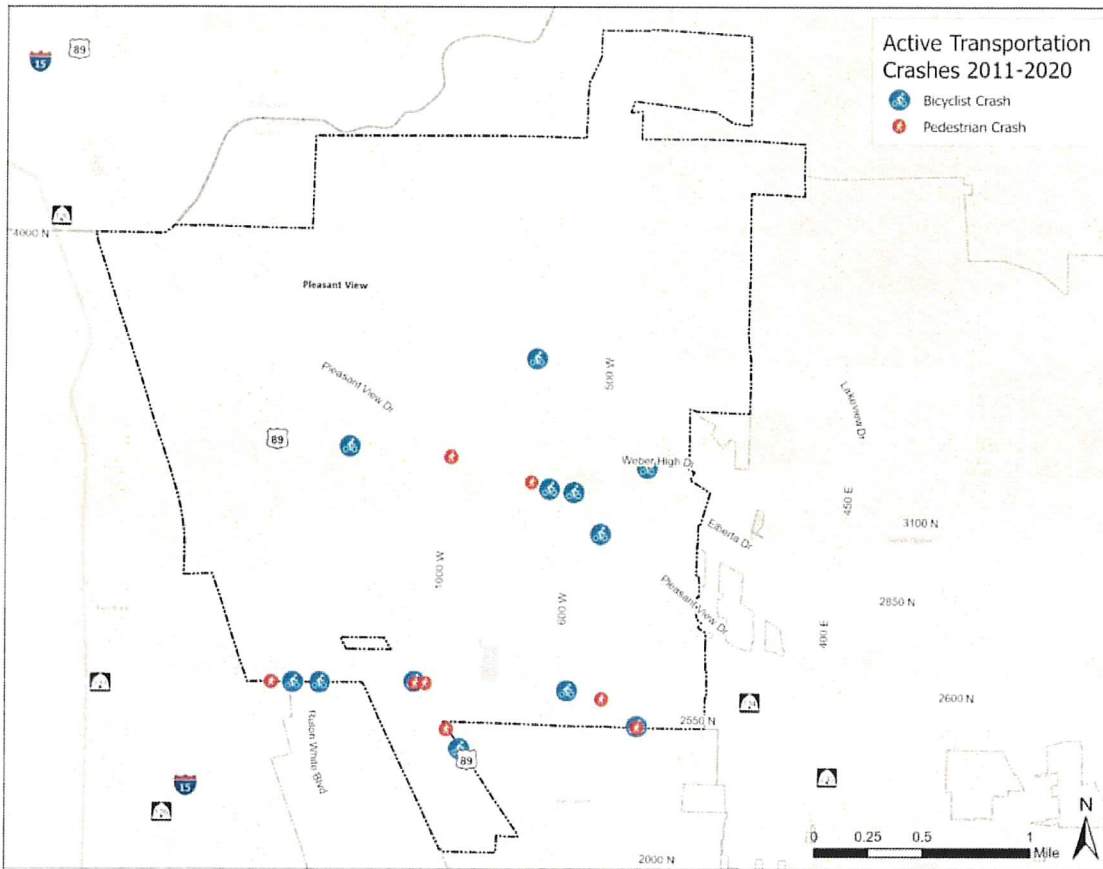 Active Transportation
Crashes 2011-2020
Bicyclist Crash
Pedestrian Crash
89
15
4000 N
Pleasant View
Pleasant View Dr
500 W
Lakeview Dr
89
Weber High Dr
450 E
3100 N
Elberta Dr
1000 W
600 W
Pleasant View Dr
2850 N
400 E
2600 N
2550 N
Rulon White Blvd
89
15
N
0 0.25 0.5 1
Mile
2000 N